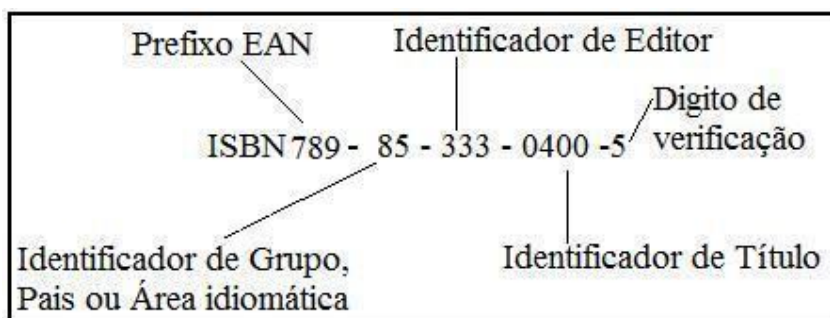 Prefixo EAN
Identificador de Editor
Digito de
verificação
ISBN 789 - 85 - 333 - 0400 -5
Identificador de Grupo,
Pais ou Área idiomática
Identificador de Título